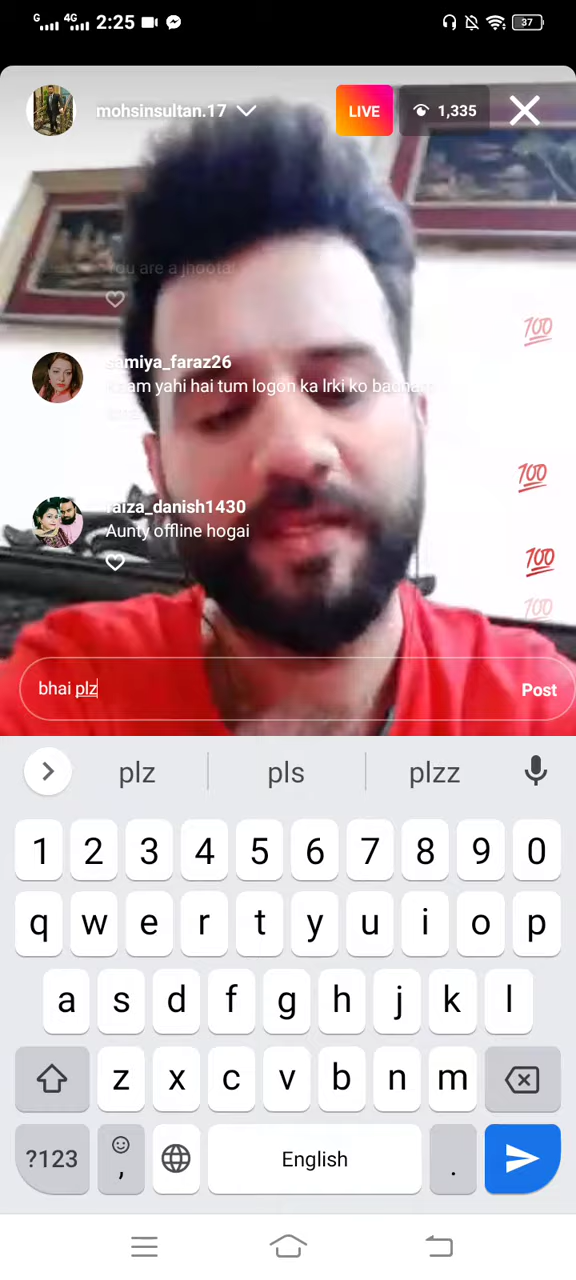 G 4G 2:25 37
mohsinsultan.17 LIVE 1,335
You are a jhoota
100
samiya_faraz26
yahi hai tum logon ka lrki ko
100
faiza_danish1430
Aunty offline hogai
100
100
bhai plz Post
plz pls plzz
1 2 3 4 5 6 7 8 9 0
q w e r t y u i o p
a s d f g h j k l
z x c v b n m
?123 , English .